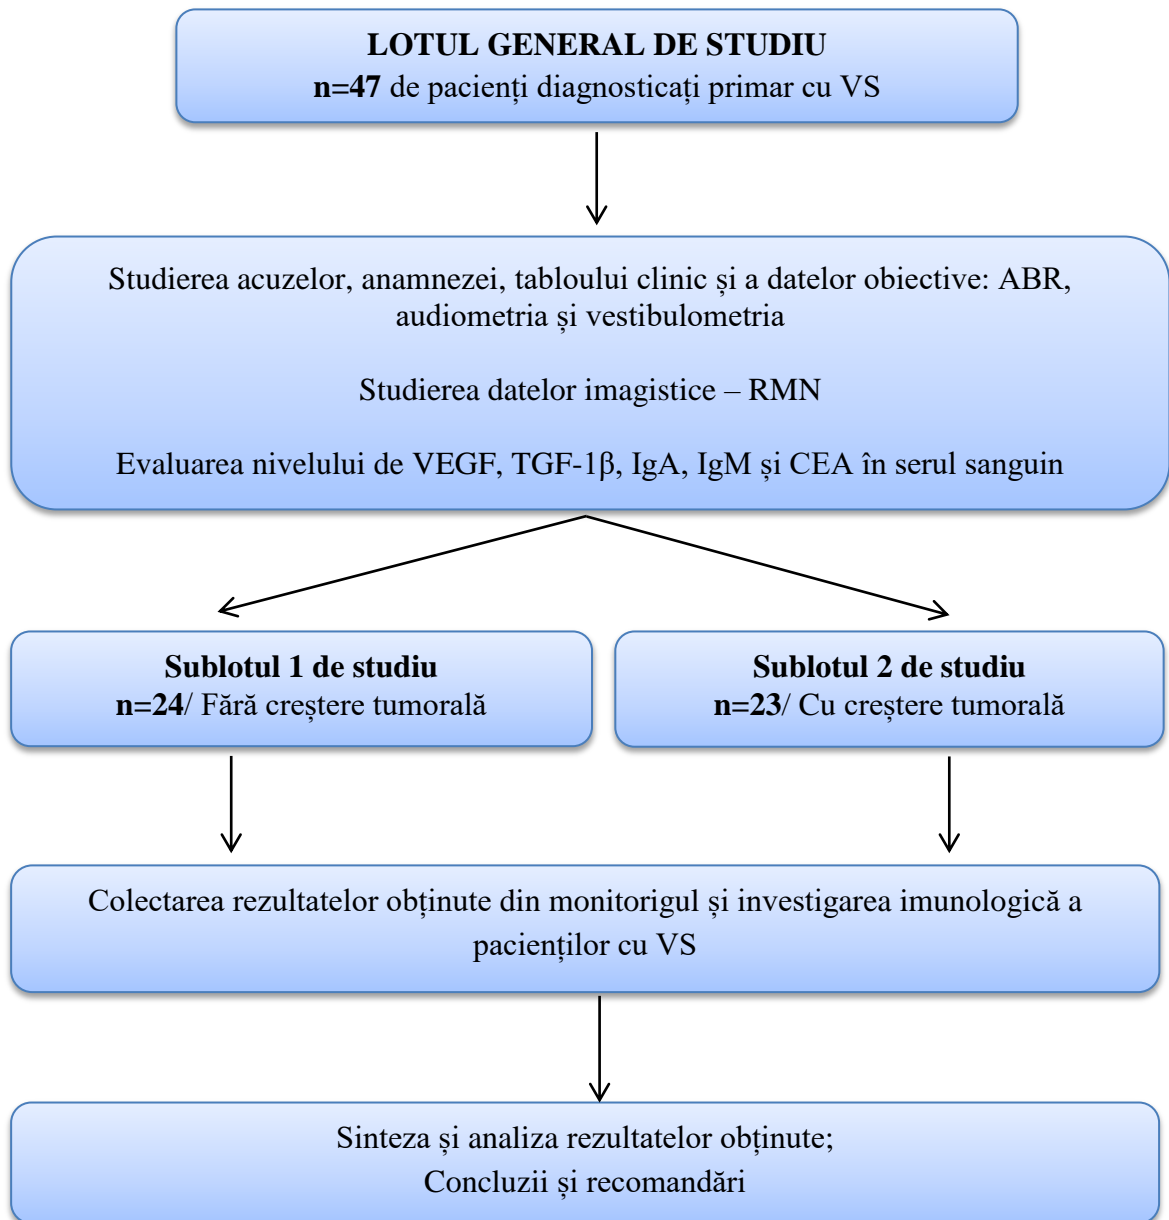 LOTUL GENERAL DE STUDIU
n=47 de pacienți diagnosticați primar cu VS
Studierea acuzelor, anamnezei, tabloului clinic și a datelor obiective: ABR,
audiometria și vestibulometria
Studierea datelor imagistice – RMN
Evaluarea nivelului de VEGF, TGF-1β, IgA, IgM și CEA în serul sanguin
Sublotul 1 de studiu
n=24/ Fără creștere tumorală
Sublotul 2 de studiu
n=23/ Cu creștere tumorală
Colectarea rezultatelor obținute din monitorigul și investigarea imunologică a
pacienților cu VS
Sinteza și analiza rezultatelor obținute;
Concluzii și recomandări